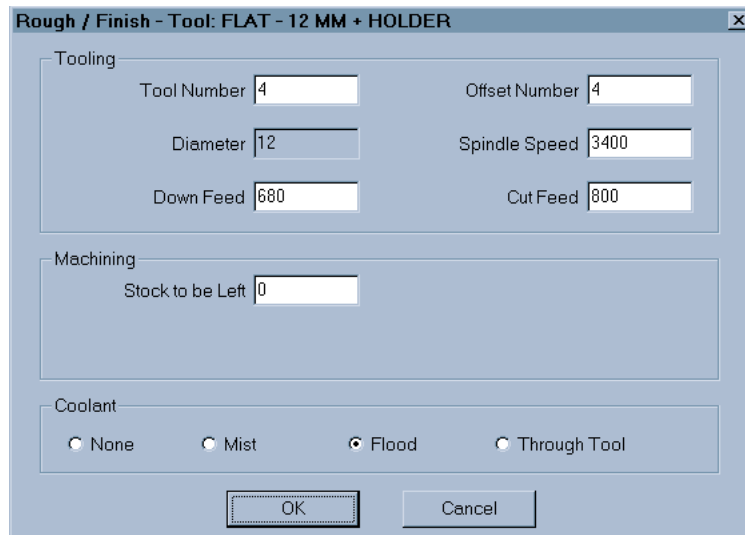 Rough / Finish - Tool: FLAT - 12 MM + HOLDER
Tooling
Tool Number 4 Offset Number 4
Diameter 12 Spindle Speed 3400
Down Feed 680 Cut Feed 800
Machining
Stock to be Left 0
Coolant
None Mist Flood Through Tool
OK Cancel